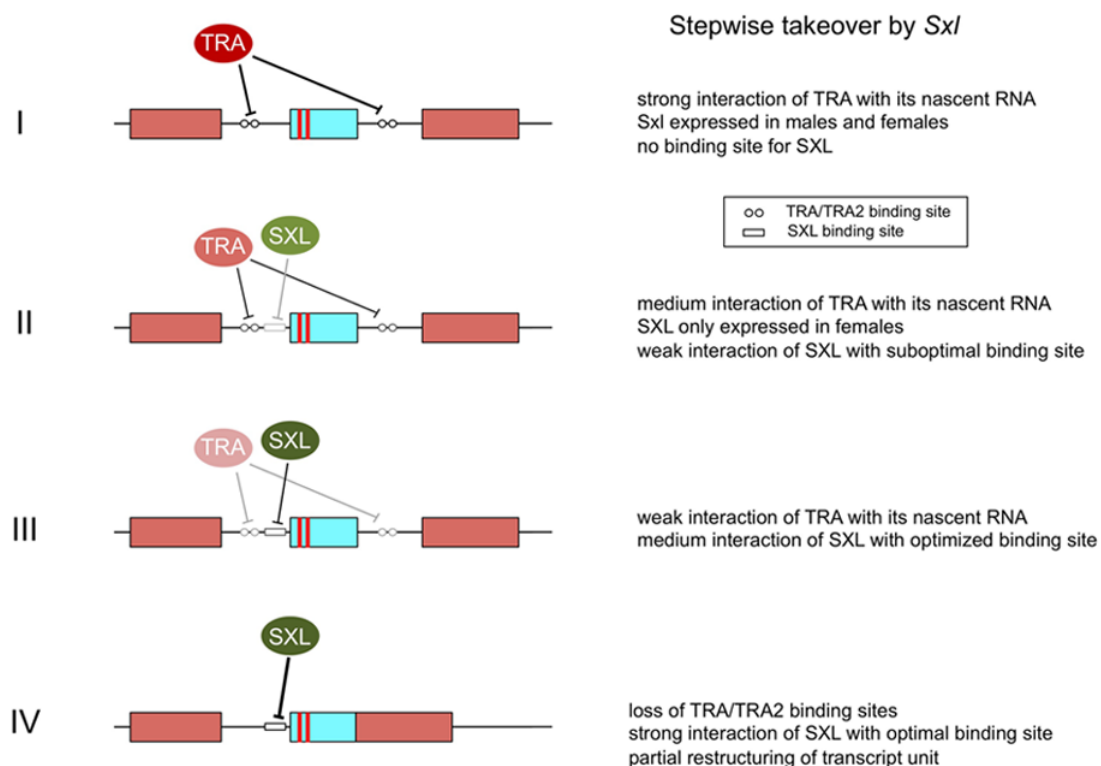 Stepwise takeover by Sxl
TRA
I
strong interaction of TRA with its nascent RNA
Sxl expressed in males and females
no binding site for SXL
TRA/TRA2 binding site
SXL binding site
TRA
SXL
II
medium interaction of TRA with its nascent RNA
SXL only expressed in females
weak interaction of SXL with suboptimal binding site
TRA
SXL
III
weak interaction of TRA with its nascent RNA
medium interaction of SXL with optimized binding site
SXL
IV
loss of TRA/TRA2 binding sites
strong interaction of SXL with optimal binding site
partial restructuring of transcript unit